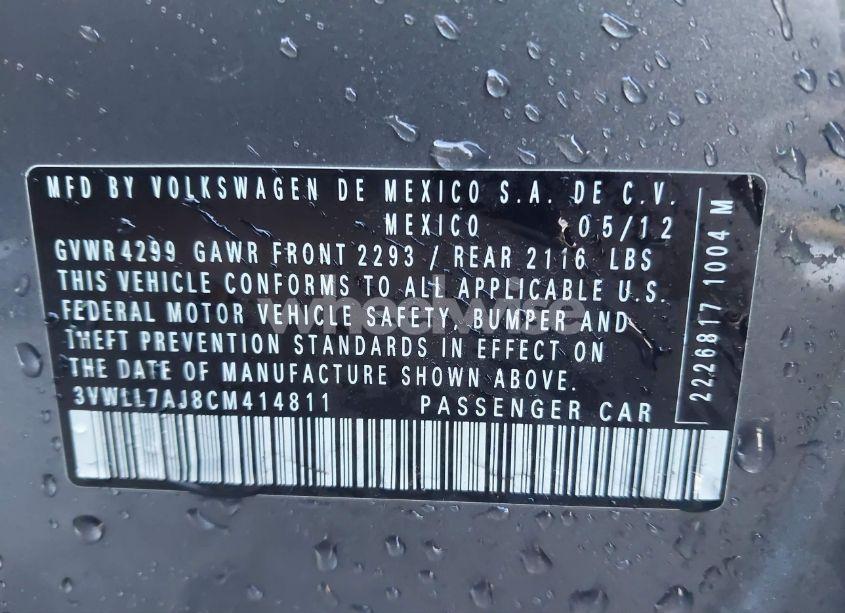 MFD BY VOLKSWAGEN DE MEXICO S.A. DE C.V.
MEXICO 05/12
GVWR 4299 GAWR FRONT 2293 / REAR 2116 LBS
THIS VEHICLE CONFORMS TO ALL APPLICABLE U.S.
FEDERAL MOTOR VEHICLE SAFETY, BUMPER AND
THEFT PREVENTION STANDARDS IN EFFECT ON
THE DATE OF MANUFACTURE SHOWN ABOVE.
3VWLL7AJ8CM414811 PASSENGER CAR
2226817 1004 M
wheelwise